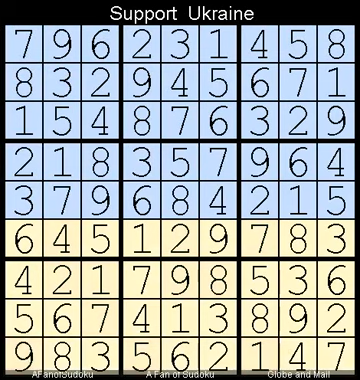 Support Ukraine
7 9 6 2 3 1 4 5 8
8 3 2 9 4 5 6 7 1
1 5 4 8 7 6 3 2 9
2 1 8 3 5 7 9 6 4
3 7 9 6 8 4 2 1 5
6 4 5 1 2 9 7 8 3
4 2 1 7 9 8 5 3 6
5 6 7 4 1 3 8 9 2
9 8 3 5 6 2 1 4 7
AFanofSudoku A Fan of Sudoku Globe and Mail